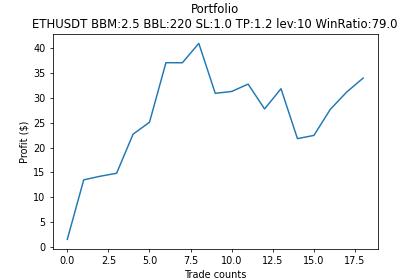 Portfolio
ETHUSDT BBM:2.5 BBL:220 SL:1.0 TP:1.2 lev:10 WinRatio:79.0
40
35
30
25
20
15
10
5
0
Profit ($)
0.0 2.5 5.0 7.5 10.0 12.5 15.0 17.5
Trade counts